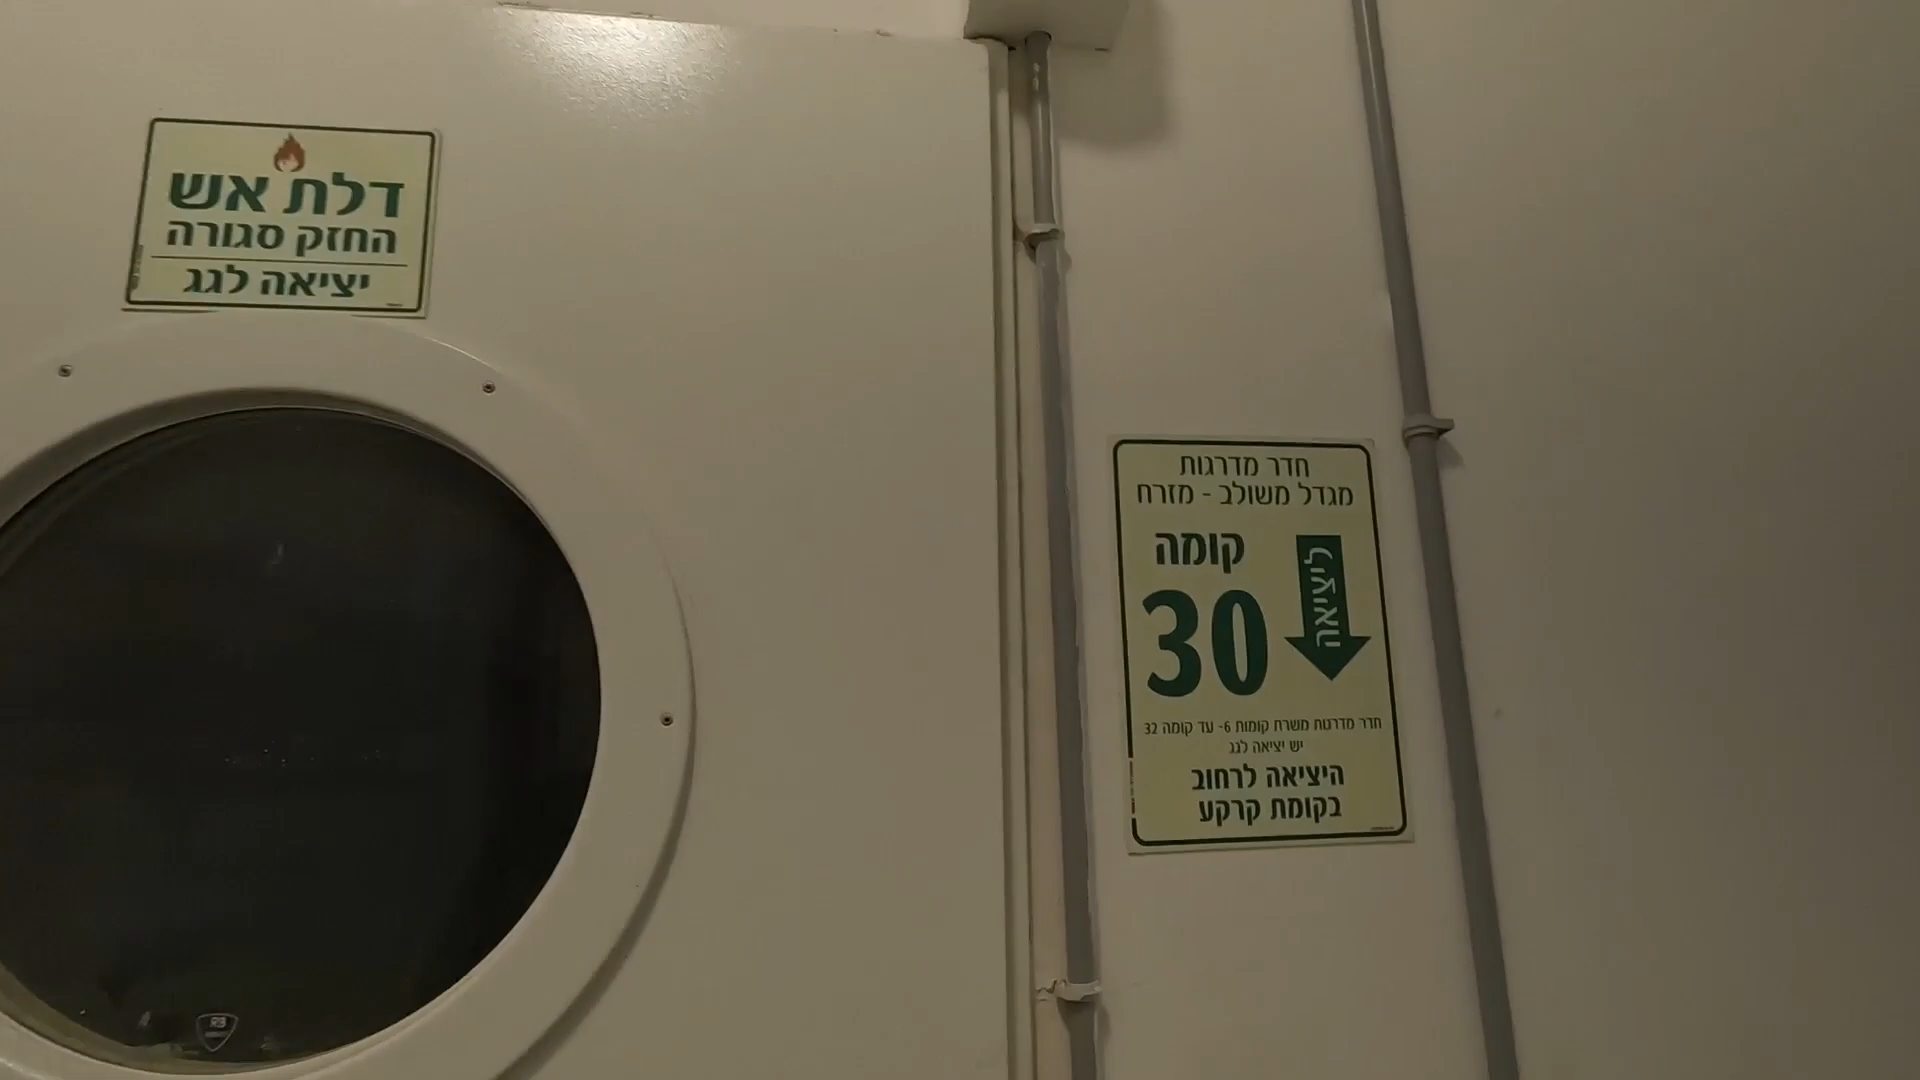 דלת אש
החזק סגורה
יציאה לגג
חדר מדרגות
מגדל משולב - מזרח
קומה
30
ליציאה
חדר מדרגות משרת קומות 6- עד קומה 32
יש יציאה לגג
היציאה לרחוב
בקומת קרקע
RB